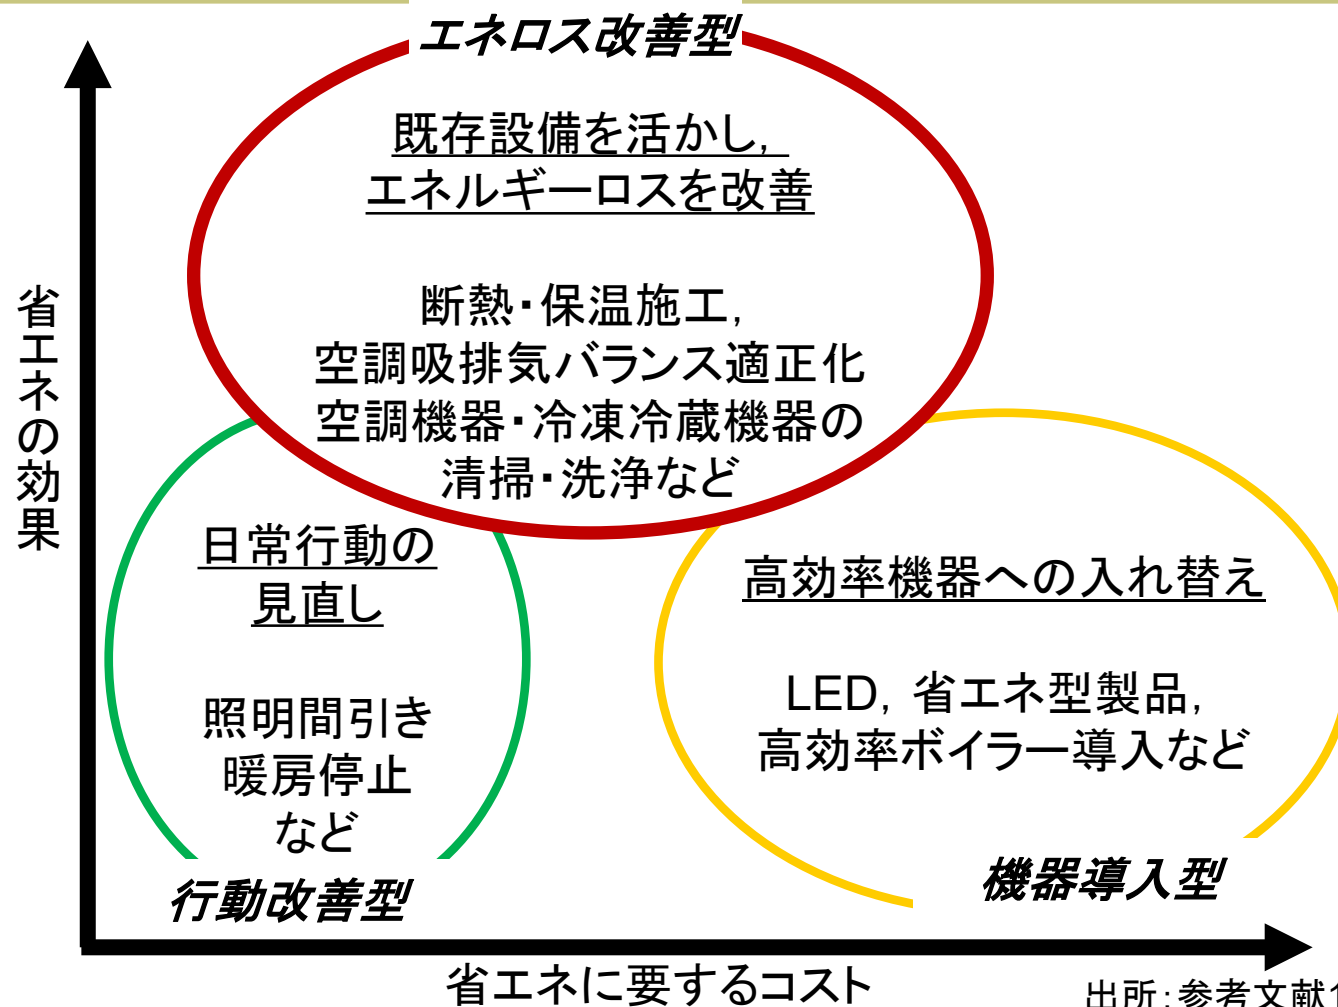 エネロス改善型
既存設備を活かし，
エネルギーロスを改善
断熱・保温施工，
空調吸排気バランス適正化
空調機器・冷凍冷蔵機器の
清掃・洗浄など
省エネの効果
日常行動の
見直し
照明間引き
暖房停止
など
行動改善型
高効率機器への入れ替え
LED，省エネ型製品，
高効率ボイラー導入など
機器導入型
省エネに要するコスト
出所：参考文献